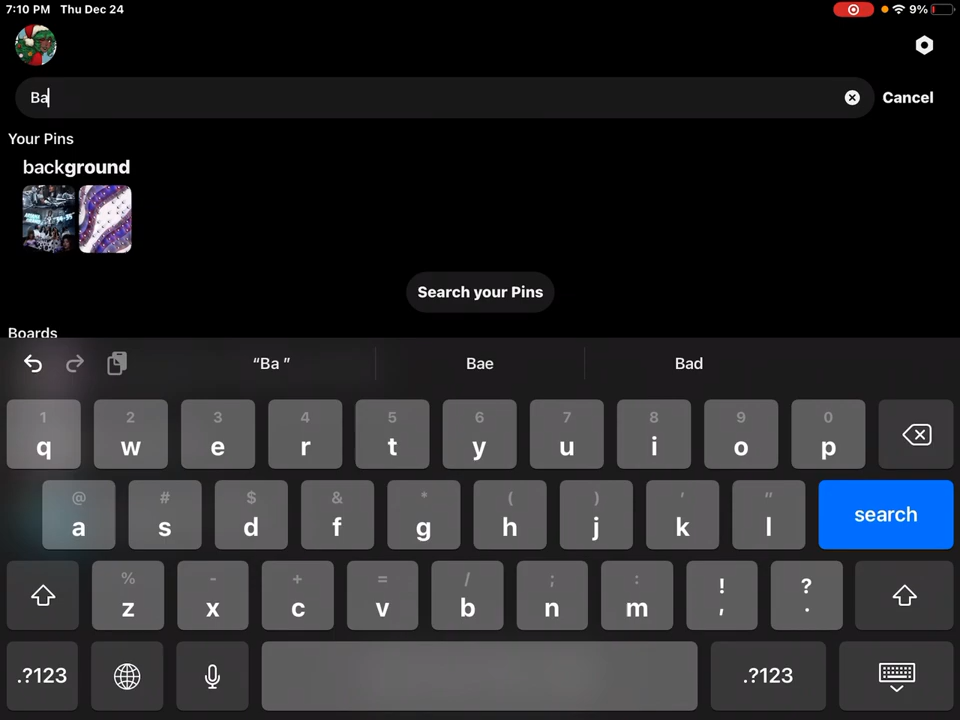 7:10 PM Thu Dec 24
9%
Ba
Cancel
Your Pins
background
Search your Pins
Boards
“Ba ” Bae Bad
1 2 3 4 5 6 7 8 9 0
q w e r t y u i o p
@ # $ & * ( ) ' "
a s d f g h j k l search
% - + = / ; : ! ?
z x c v b n m , .
.?123 .?123